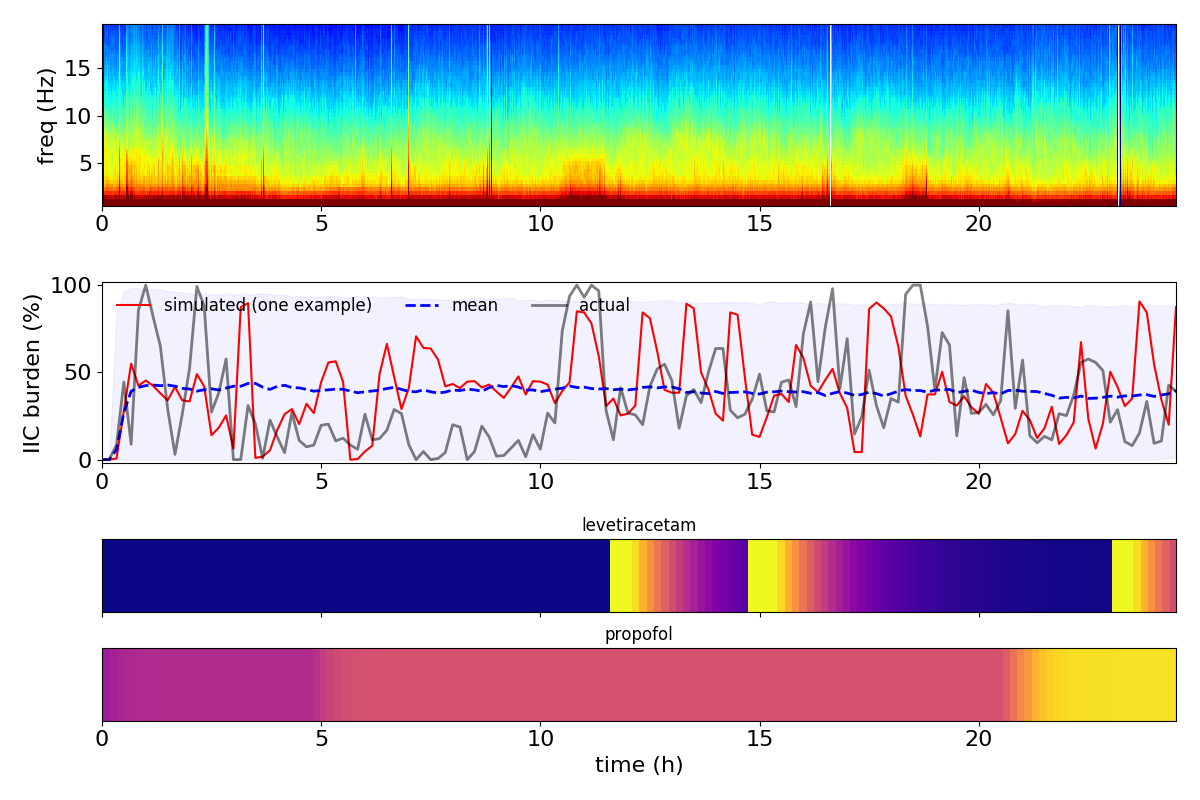 freq (Hz)
15
10
5
0 5 10 15 20
IIC burden (%)
100
50
0
simulated (one example) mean actual
0 5 10 15 20
levetiracetam
propofol
0 5 10 15 20
time (h)